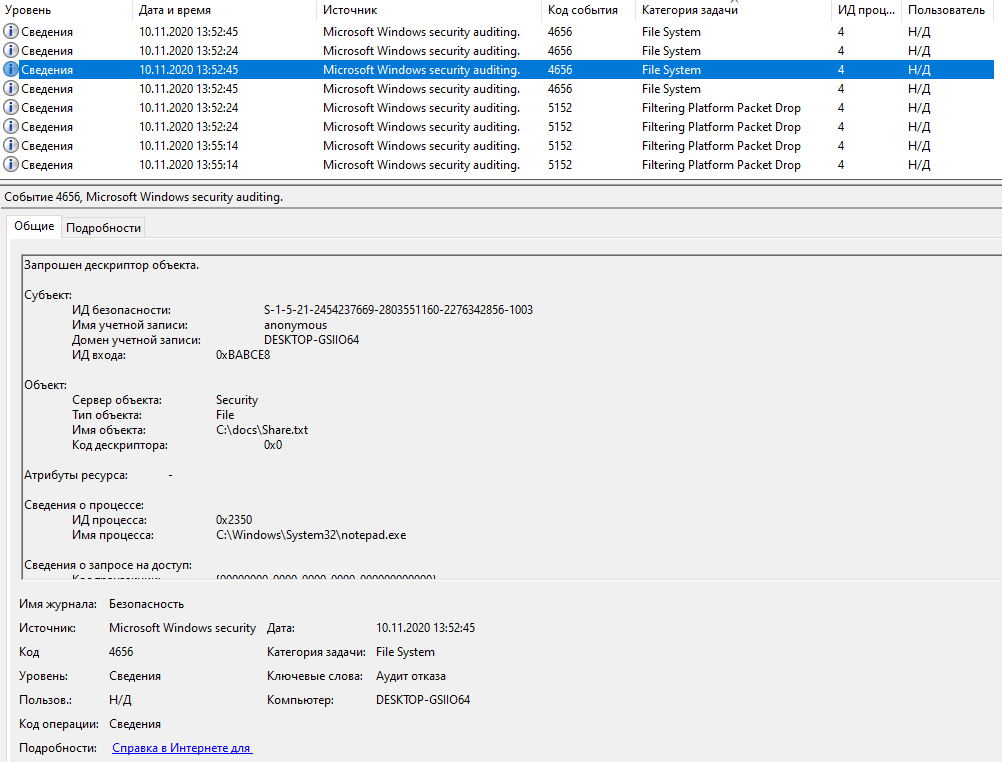 Уровень Дата и время Источник Код события Категория задачи ИД проц... Пользователь
Сведения 10.11.2020 13:52:45 Microsoft Windows security auditing. 4656 File System 4 Н/Д
Сведения 10.11.2020 13:52:24 Microsoft Windows security auditing. 4656 File System 4 Н/Д
Сведения 10.11.2020 13:52:45 Microsoft Windows security auditing. 4656 File System 4 Н/Д
Сведения 10.11.2020 13:52:45 Microsoft Windows security auditing. 4656 File System 4 Н/Д
Сведения 10.11.2020 13:52:24 Microsoft Windows security auditing. 5152 Filtering Platform Packet Drop 4 Н/Д
Сведения 10.11.2020 13:52:24 Microsoft Windows security auditing. 5152 Filtering Platform Packet Drop 4 Н/Д
Сведения 10.11.2020 13:55:14 Microsoft Windows security auditing. 5152 Filtering Platform Packet Drop 4 Н/Д
Сведения 10.11.2020 13:55:14 Microsoft Windows security auditing. 5152 Filtering Platform Packet Drop 4 Н/Д
Событие 4656, Microsoft Windows security auditing.
Общие Подробности
Запрошен дескриптор объекта.
Субъект:
ИД безопасности: S-1-5-21-2454237669-2803551160-2276342856-1003
Имя учетной записи: anonymous
Домен учетной записи: DESKTOP-GSIIO64
ИД входа: 0xBABCE8
Объект:
Сервер объекта: Security
Тип объекта: File
Имя объекта: C:\docs\Share.txt
Код дескриптора: 0x0
Атрибуты ресурса: -
Сведения о процессе:
ИД процесса: 0x2350
Имя процесса: C:\Windows\System32\notepad.exe
Сведения о запросе на доступ:
Код транзакции: {00000000-0000-0000-0000-000000000000}
Имя журнала: Безопасность
Источник: Microsoft Windows security Дата: 10.11.2020 13:52:45
Код 4656 Категория задачи: File System
Уровень: Сведения Ключевые слова: Аудит отказа
Пользов.: Н/Д Компьютер: DESKTOP-GSIIO64
Код операции: Сведения
Подробности: Справка в Интернете для